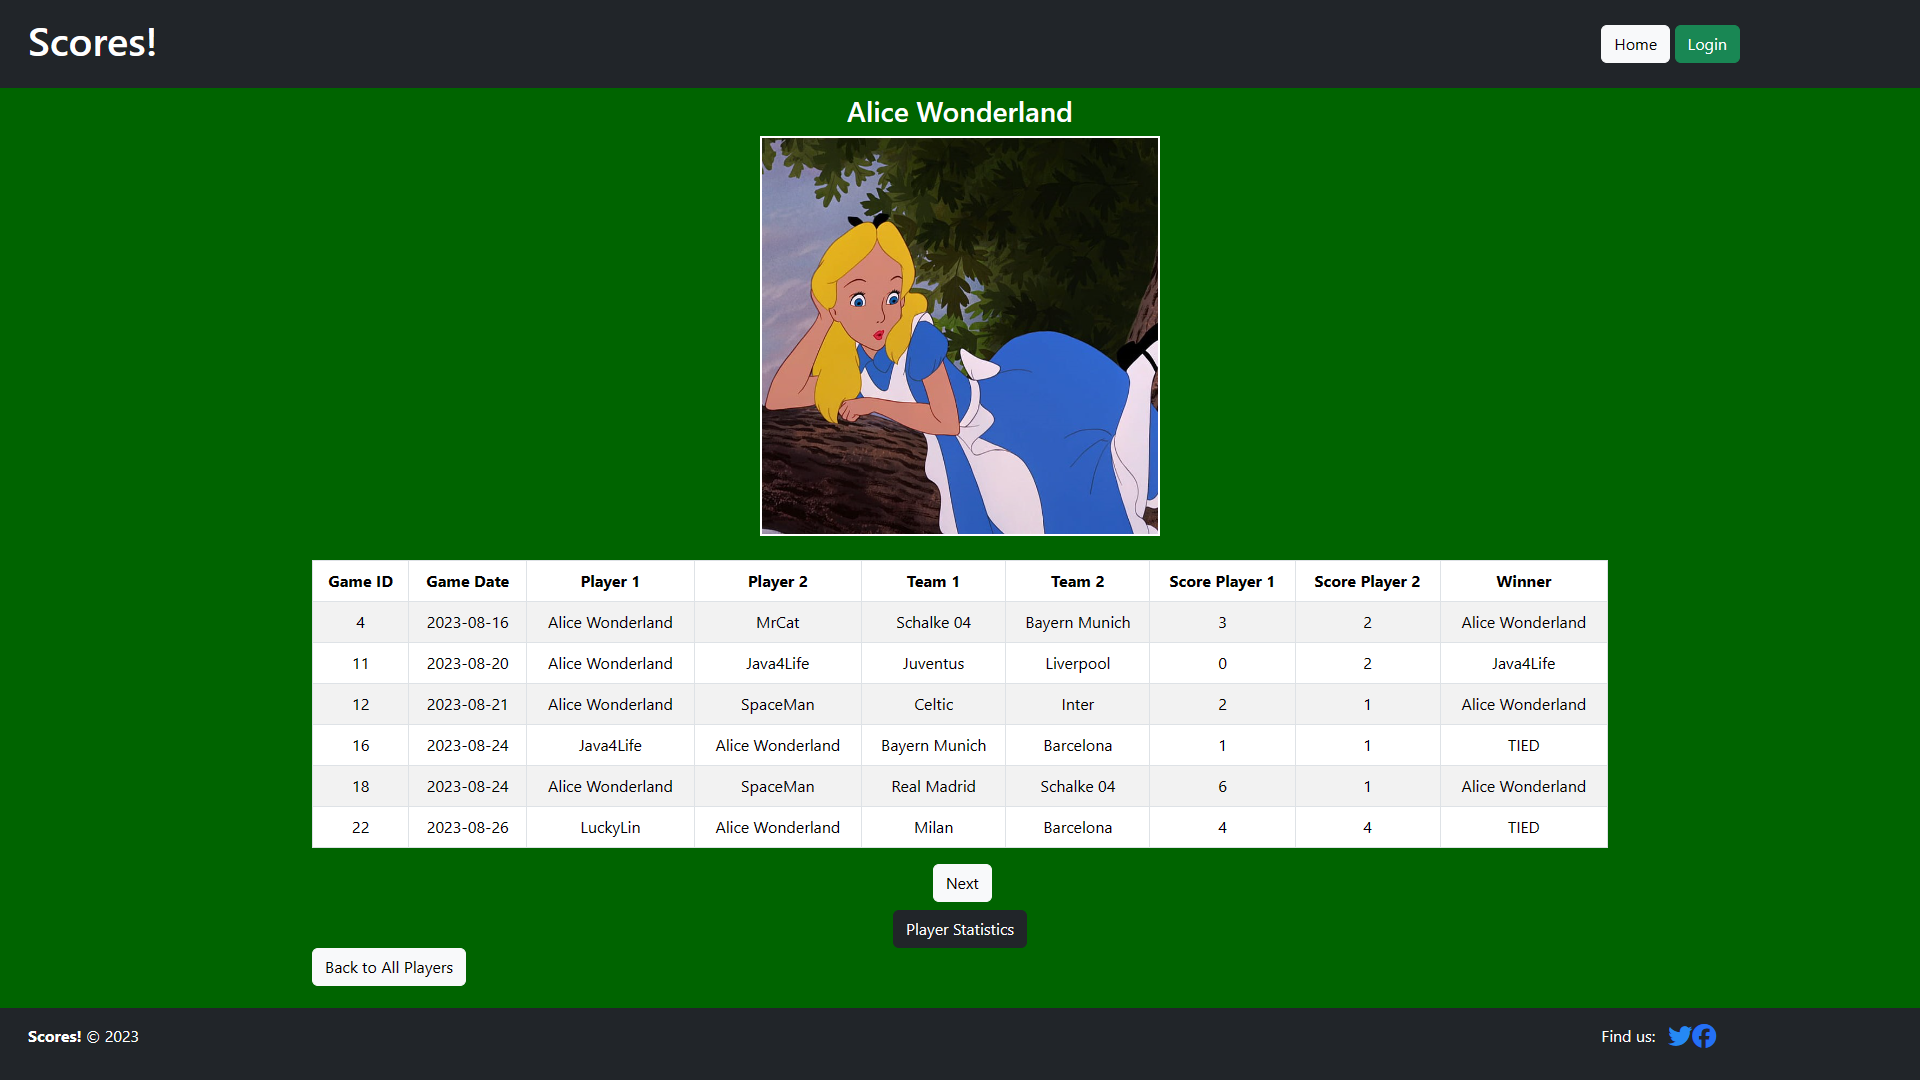 Scores!
Home Login
Alice Wonderland
Game ID Game Date Player 1 Player 2 Team 1 Team 2 Score Player 1 Score Player 2 Winner
4 2023-08-16 Alice Wonderland MrCat Schalke 04 Bayern Munich 3 2 Alice Wonderland
11 2023-08-20 Alice Wonderland Java4Life Juventus Liverpool 0 2 Java4Life
12 2023-08-21 Alice Wonderland SpaceMan Celtic Inter 2 1 Alice Wonderland
16 2023-08-24 Java4Life Alice Wonderland Bayern Munich Barcelona 1 1 TIED
18 2023-08-24 Alice Wonderland SpaceMan Real Madrid Schalke 04 6 1 Alice Wonderland
22 2023-08-26 LuckyLin Alice Wonderland Milan Barcelona 4 4 TIED
Next
Player Statistics
Back to All Players
Scores! © 2023
Find us: